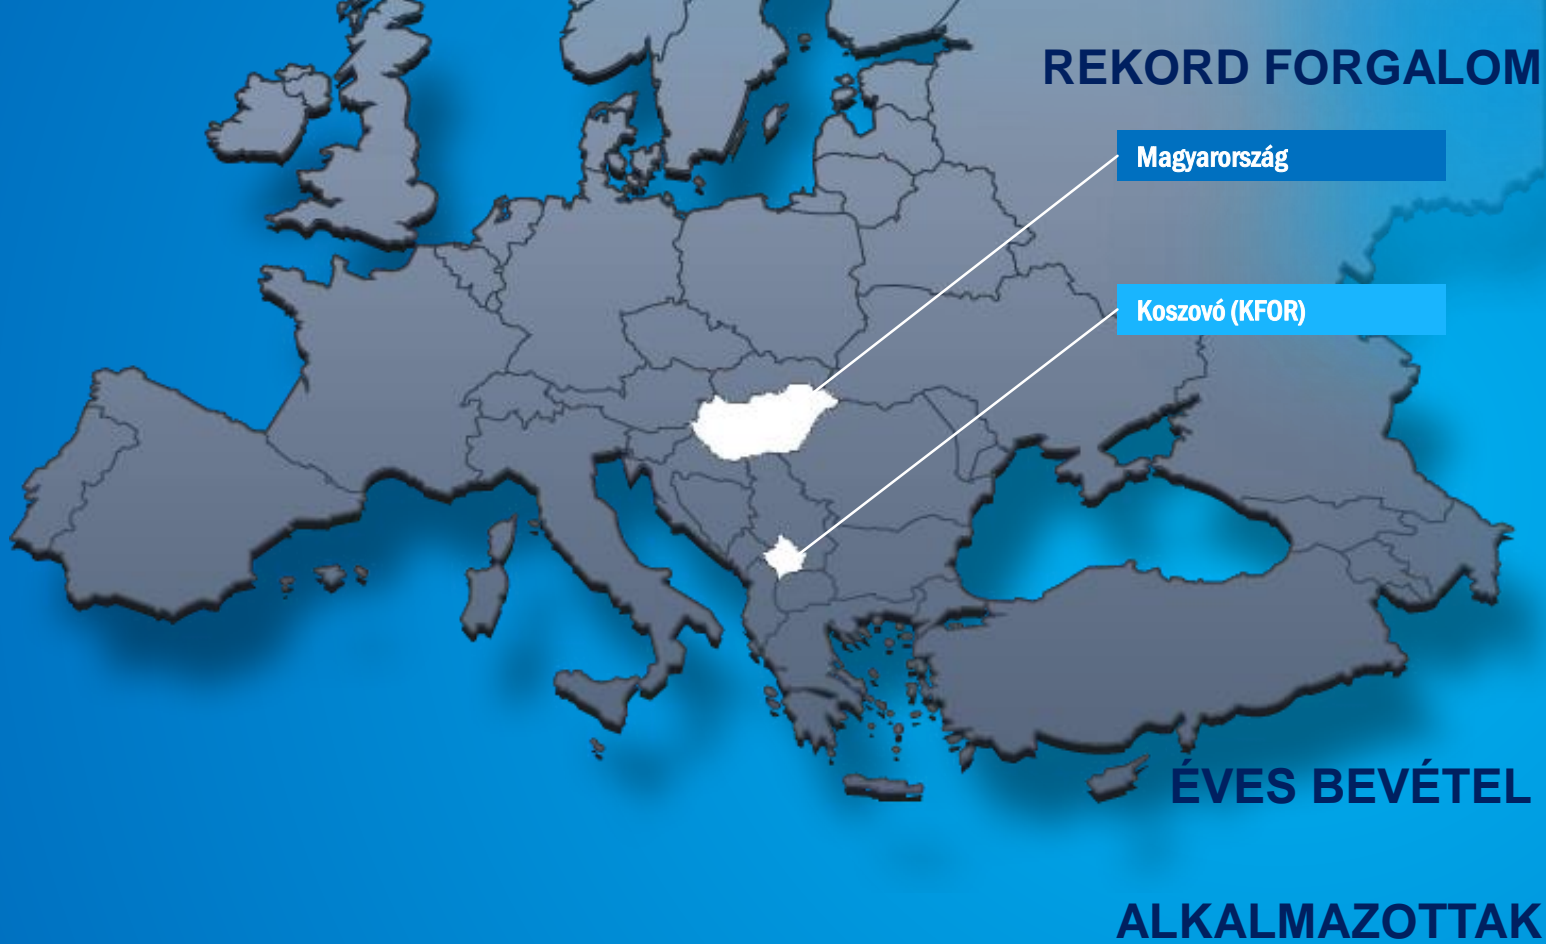 REKORD FORGALOM
Magyarország
Koszovó (KFOR)
ÉVES BEVÉTEL
ALKALMAZOTTAK